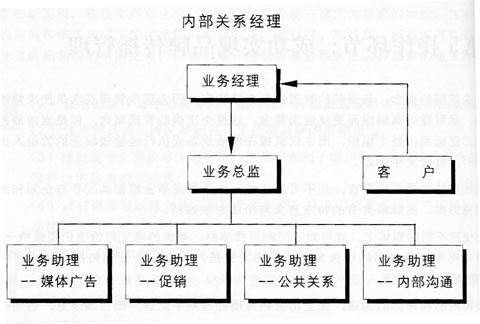 内部关系经理
业务经理
业务总监
客 户
业务助理
-- 媒体广告
业务助理
-- 促销
业务助理
-- 公共关系
业务助理
-- 内部沟通